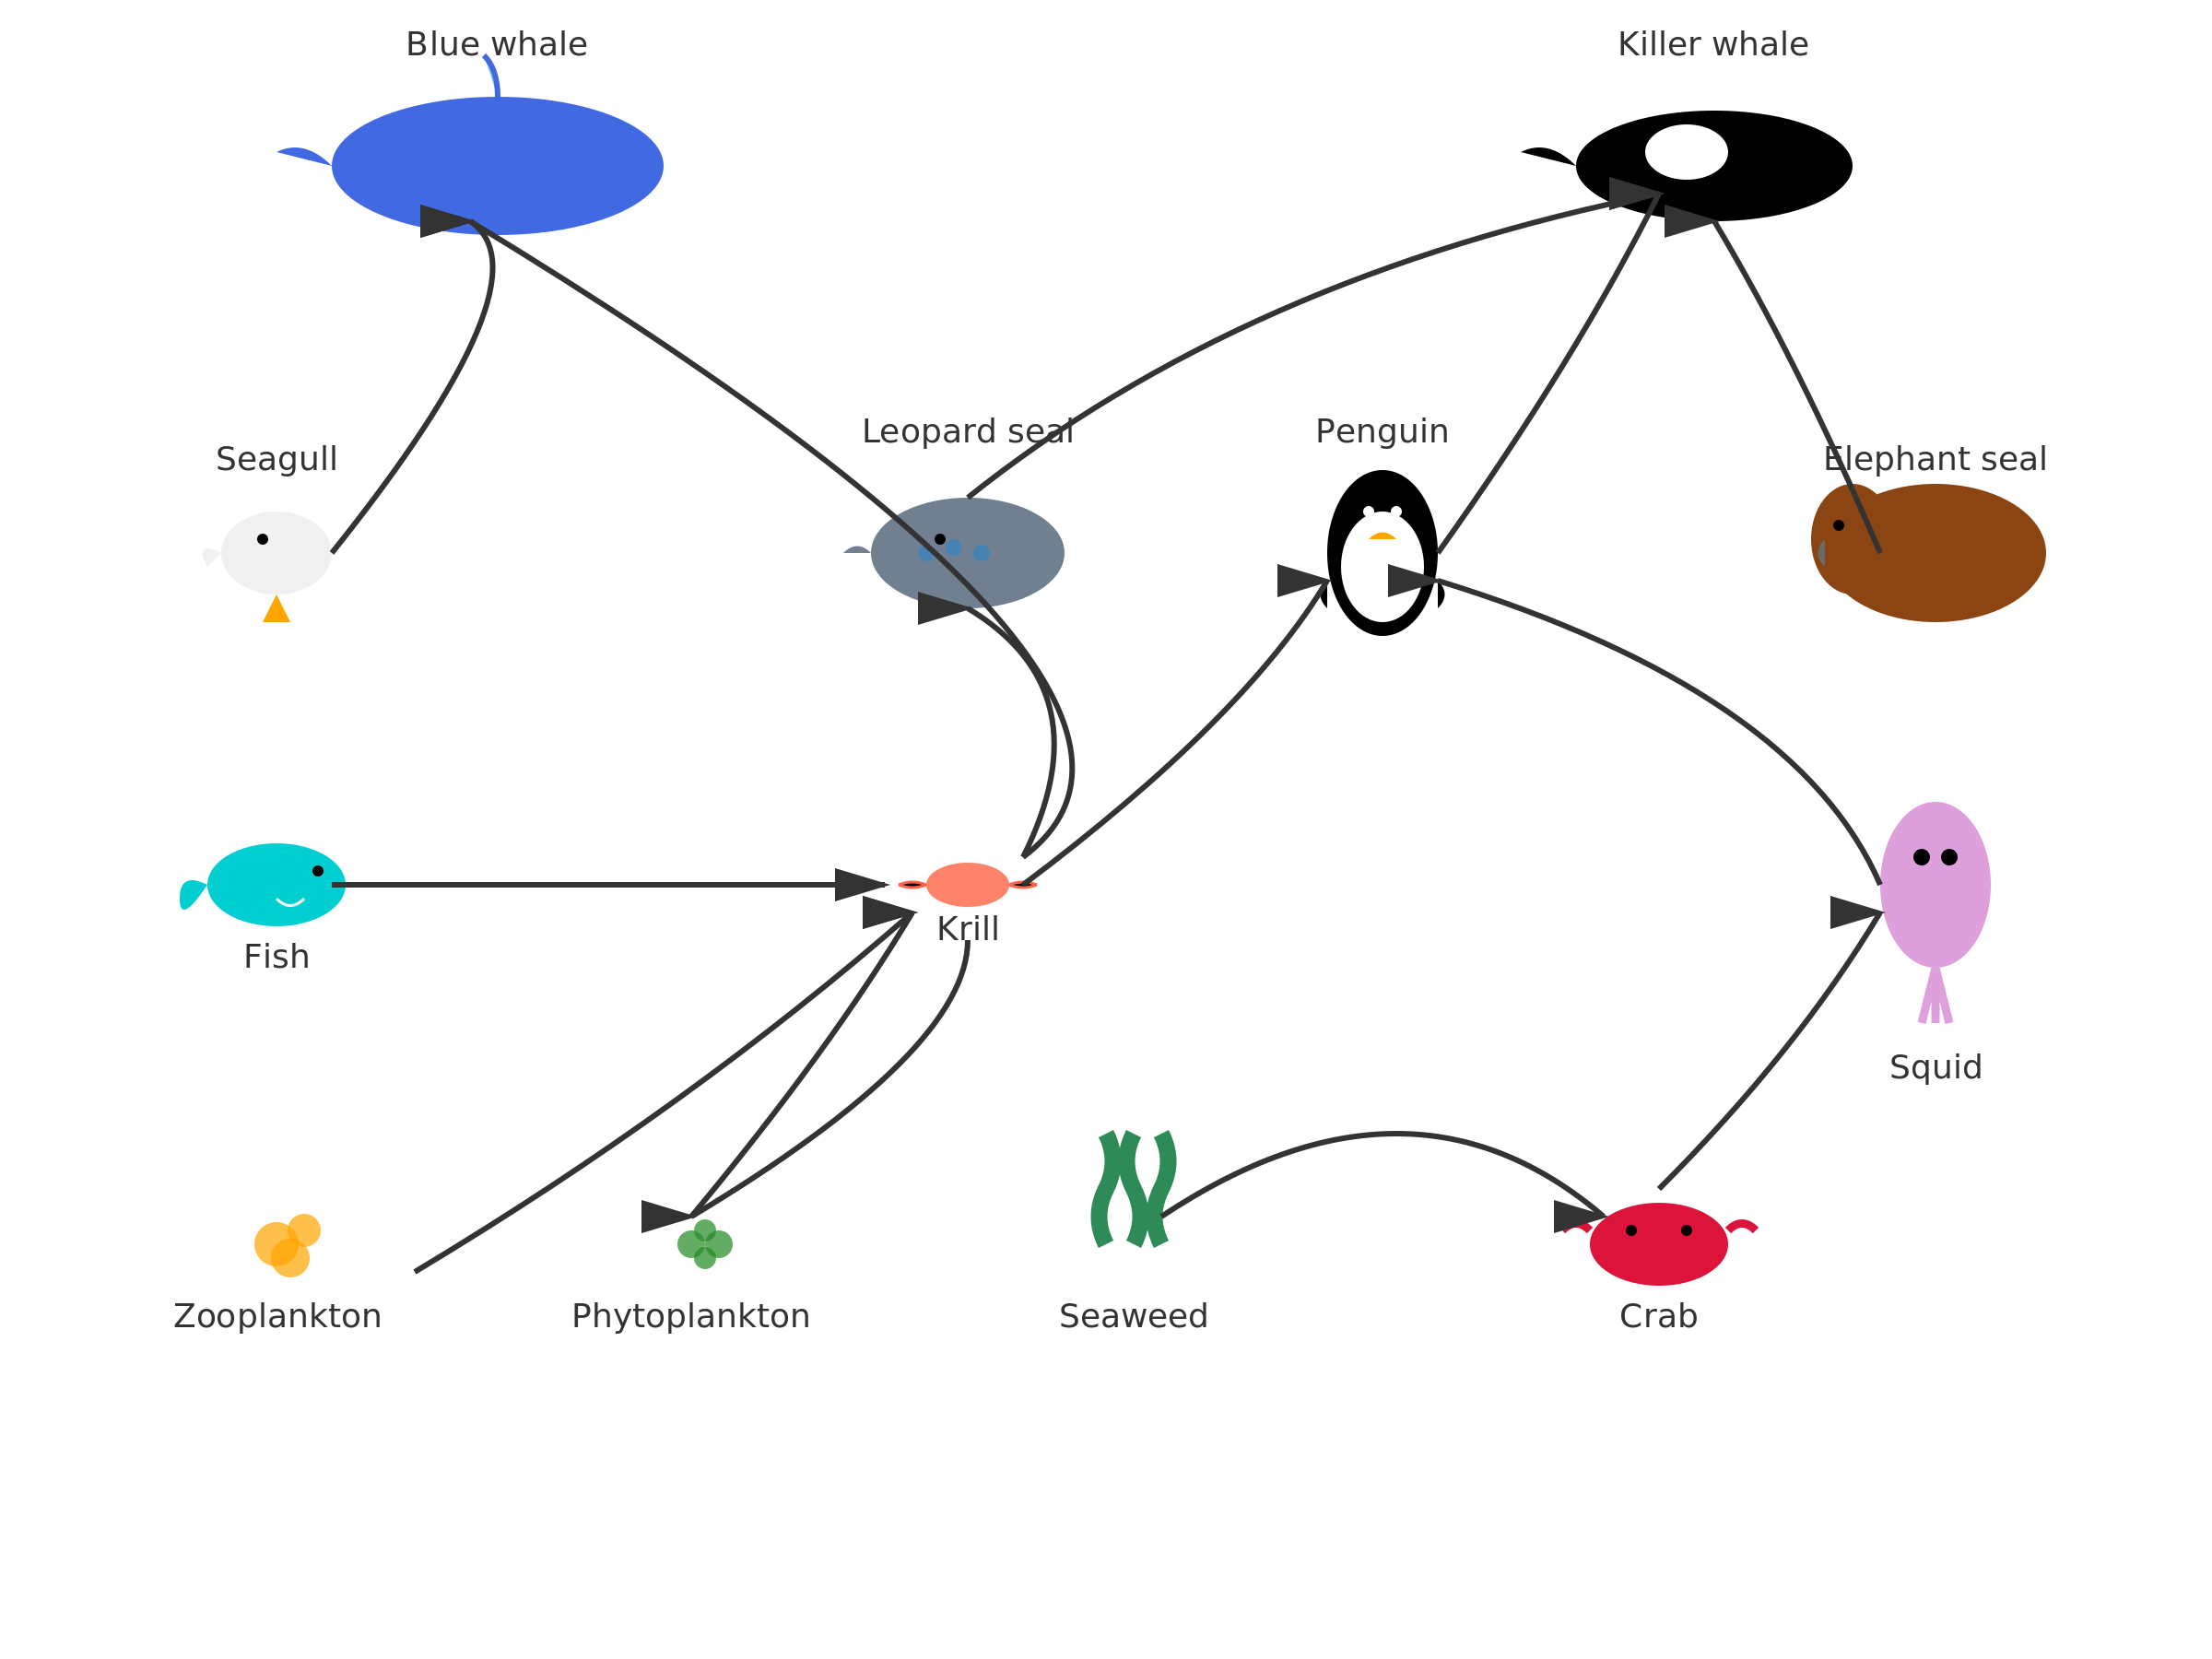 Blue whale
Killer whale
Leopard seal
Penguin
Seagull
Elephant seal
Krill
Fish
Squid
Zooplankton
Phytoplankton
Seaweed
Crab